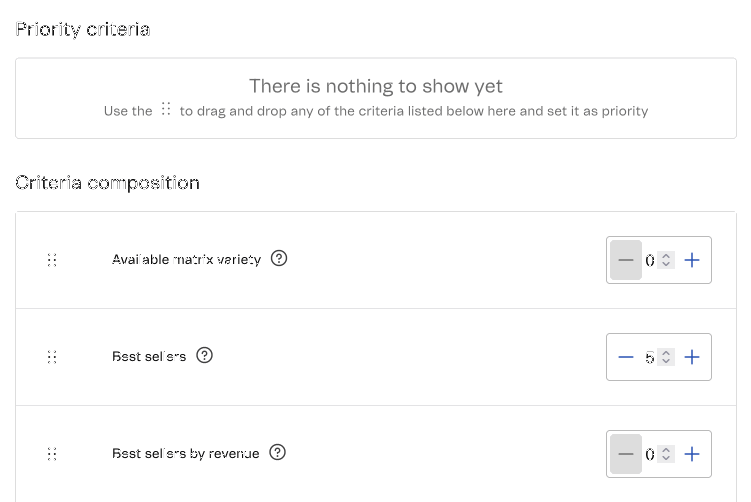 Priority criteria
There is nothing to show yet
Use the to drag and drop any of the criteria listed below here and set it as priority
Criteria composition
Available matrix variety ?
0
Best sellers ?
5
Best sellers by revenue ?
0